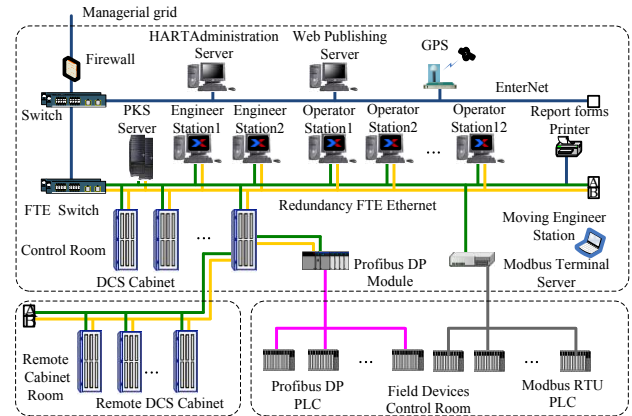 Managerial grid
HARTAdministration
Server
Web Publishing
Server
GPS
Firewall
EnterNet
Switch
PKS
Server
Engineer
Station1
Engineer
Station2
Operator
Station1
Operator
Station2
...
Operator
Station12
Report forms
Printer
A
B
FTE Switch
Redundancy FTE Ethernet
Control Room
...
DCS Cabinet
Profibus DP
Module
Moving Engineer
Station
Modbus Terminal
Server
A
B
Remote
Cabinet
Room
...
Remote DCS Cabinet
...
...
Profibus DP
PLC
Field Devices
Control Room
Modbus RTU
PLC